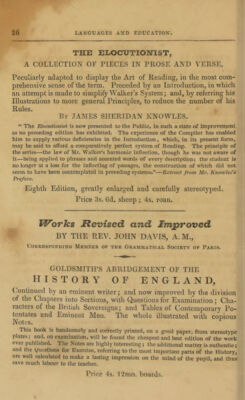 26 LANGUAGES AND EDUCATION.
THE ELOCUTIONIST,
A COLLECTION OF PIECES IN PROSE AND VERSE,
Peculiarly adapted to display the Art of Reading, in the most com-
prehensive sense of the term. Preceded by an Introduction, in which
an attempt is made to simplify Walker's System; and, by referring his
Illustrations to more general Principles, to reduce the number of his
Rules.
BY JAMES SHERIDAN KNOWLES.
"The Elocutionist is now presented to the Public, in such a state of improvement
as no preceding edition has exhibited. The experience of the Compiler has enabled
him to supply various deficiencies in the Introduction, which, in its present form,
may be said to afford a comparatively perfect system of Reading. The principle of
the series—the law of Mr. Walker's harmonic inflection, though he was not aware of
it—being applied to phrases and assorted words of every description; the student is
no longer at a loss for the inflecting of passages, the construction of which did not
seem to have been contemplated in preceding systems."—Extract from Mr. Knowles's
Preface.
Eighth Edition, greatly enlarged and carefully stereotyped.
Price 3s. 6d. sheep; 4s. roan.
Works Revised and Improved
BY THE REV. JOHN DAVIS, A.M.,
CORRESPONDING MEMBER OF THE GRAMMATICAL SOCIETY OF PARIS.
GOLDSMITH'S ABRIDGEMENT OF THE
HISTORY OF ENGLAND,
Continued by an eminent writer; and now improved by the division
of the Chapters into Sections, with Questions for Examination; Cha-
racters of the British Sovereigns; and Tables of Contemporary Po-
tentates and Eminent Men. The whole illustrated with copious
Notes.
This book is handsomely and correctly printed, on a good paper, from stereotype
plates; and, on examination, will be found the cheapest and best edition of the work
ever published. The Notes are highly interesting; the additional matter is authentic;
and the Questions for Exercise, referring to the most important parts of the History,
are well calculated to make a lasting impression on the mind of the pupil, and thus
save much labour to the teacher.
Price 4s. 12mo. boards.